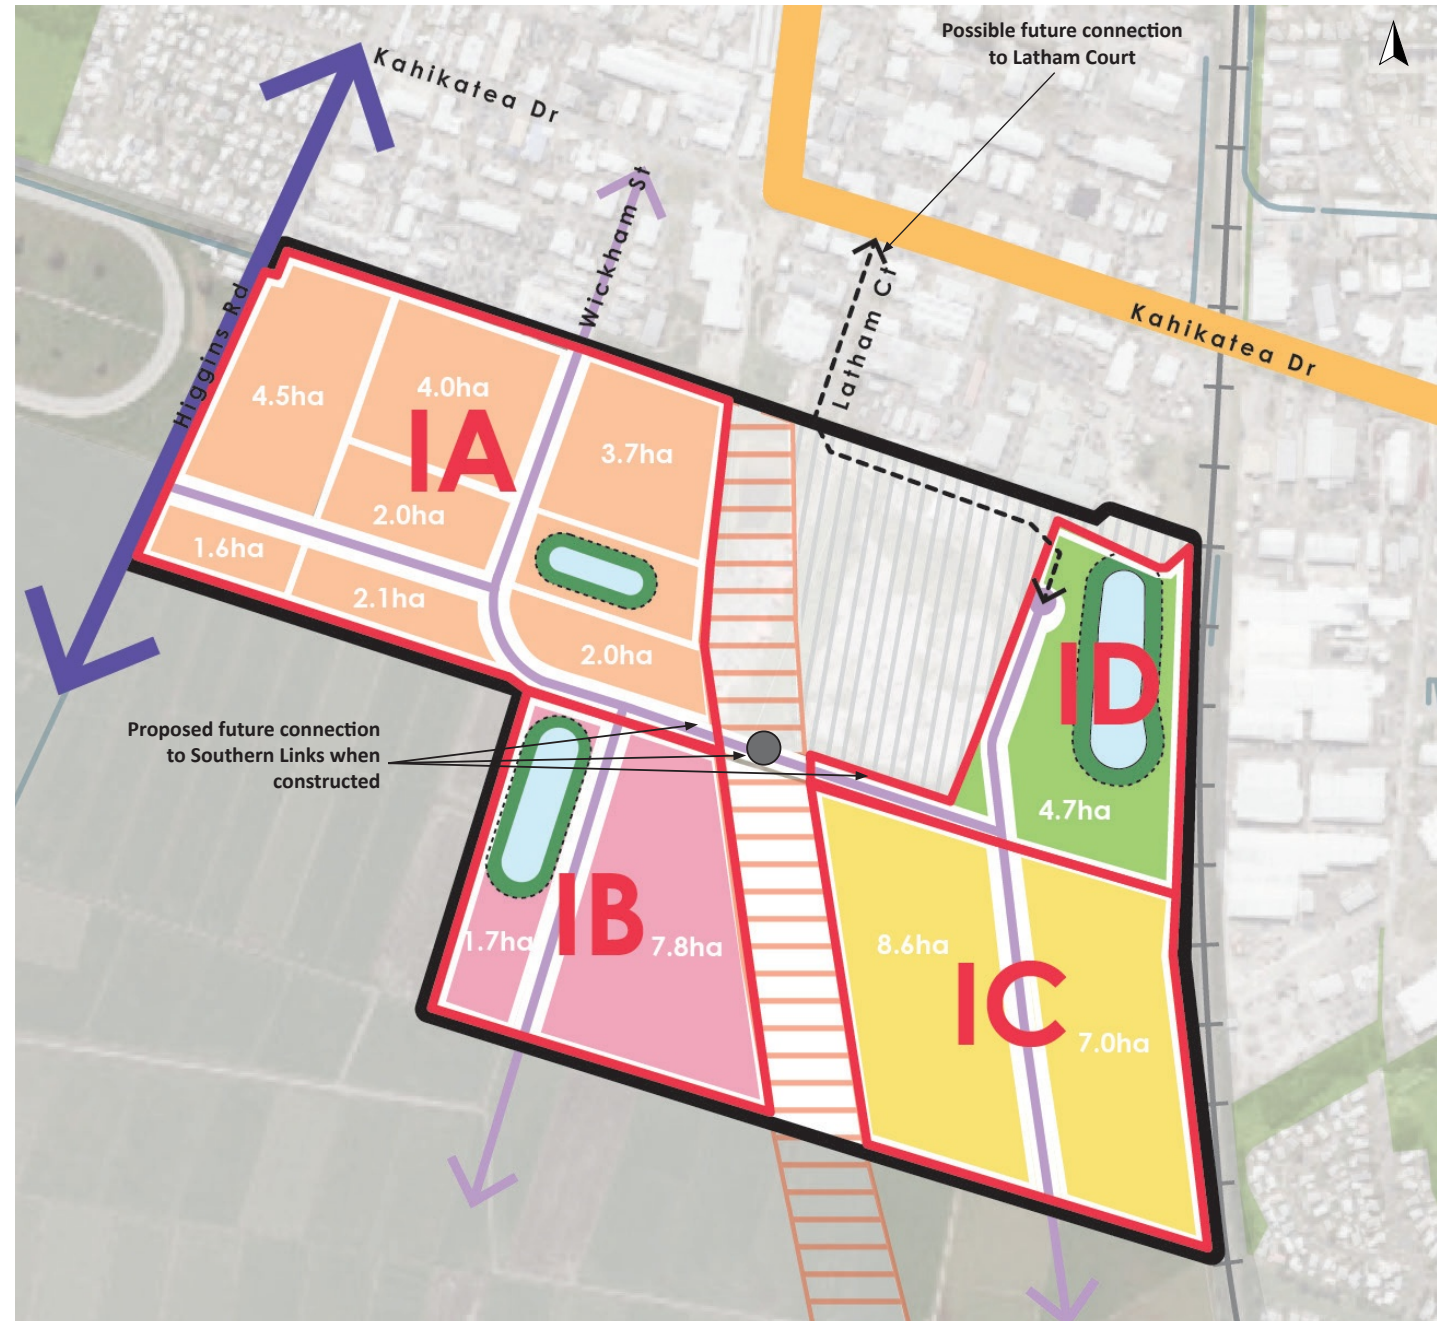 Possible future connection
to Latham Court
Kahikatea Dr
Wickham St
Higgins Rd
Latham Ct
Kahikatea Dr
4.5ha
4.0ha
IA
3.7ha
2.0ha
1.6ha
2.1ha
2.0ha
ID
4.7ha
Proposed future connection
to Southern Links when
constructed
1.7ha
IB
7.8ha
8.6ha
IC
7.0ha